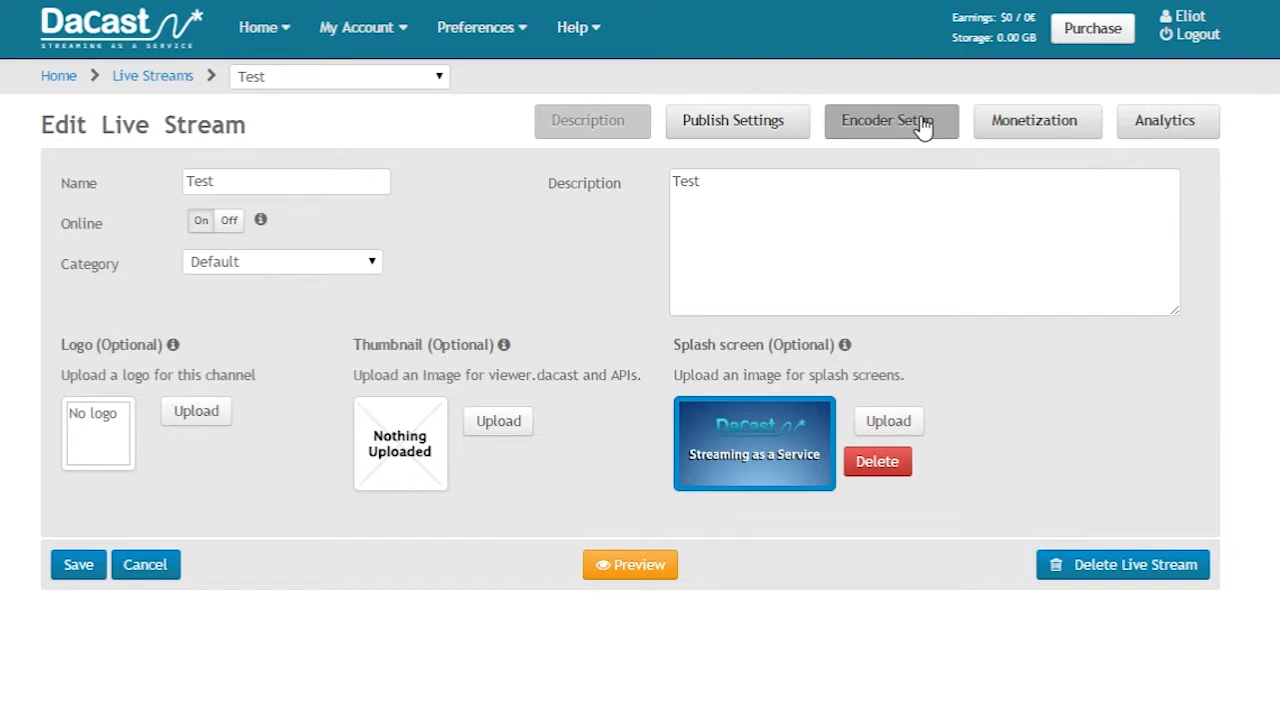 DaCast
STREAMING AS A SERVICE
Home
My Account
Preferences
Help
Earnings: $0 / 0€
Storage: 0.00 GB
Purchase
Eliot
Logout
Home
Live Streams
Test
Edit Live Stream
Description
Publish Settings
Encoder Setup
Monetization
Analytics
Name
Test
Description
Test
Online
On Off
Category
Default
Logo (Optional)
Upload a logo for this channel
No logo
Upload
Thumbnail (Optional)
Upload an Image for viewer.dacast and APIs.
Nothing
Uploaded
Upload
Splash screen (Optional)
Upload an image for splash screens.
DaCast
Streaming as a Service
Upload
Delete
Save
Cancel
Preview
Delete Live Stream